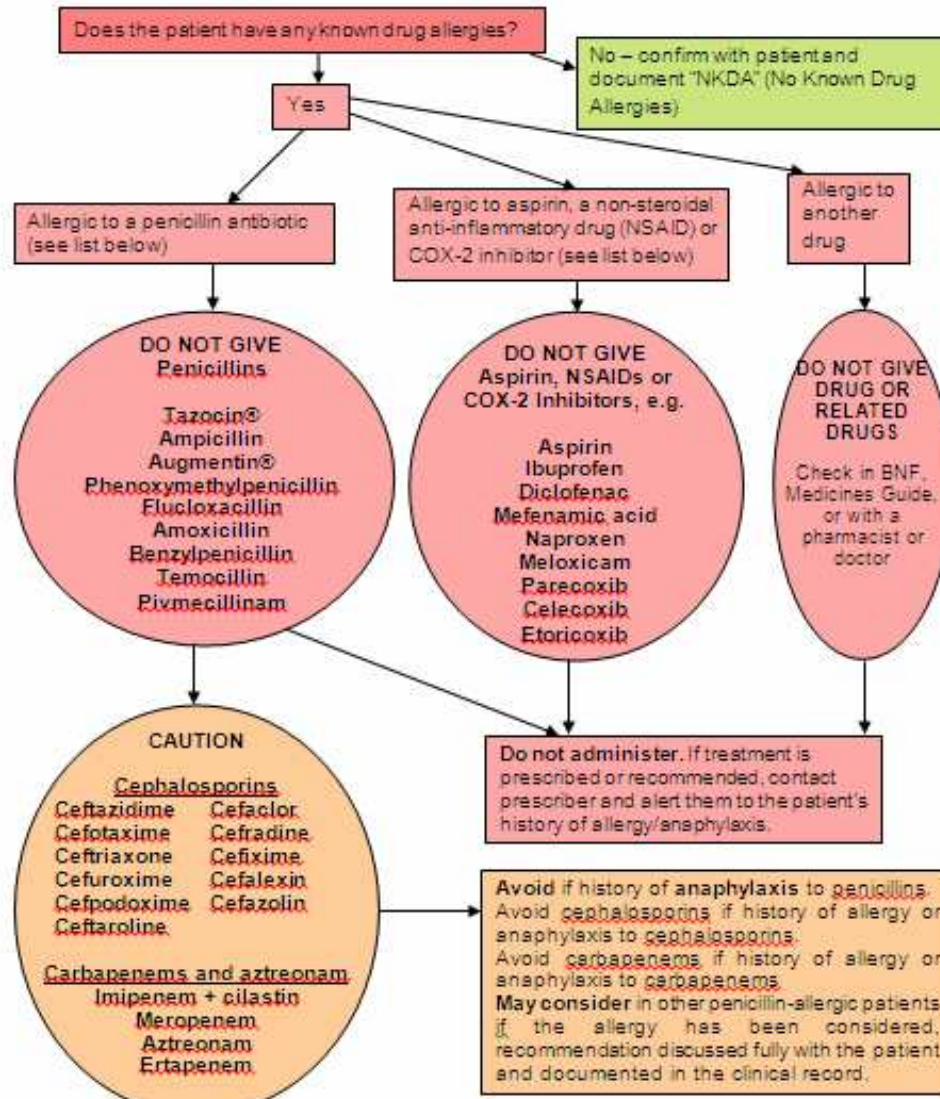 Does the patient have any known drug allergies?
No – confirm with patient and
document "NKDA" (No Known Drug
Allergies)
Yes
Allergic to a penicillin antibiotic
(see list below)
Allergic to aspirin, a non-steroidal
anti-inflammatory drug (NSAID) or
COX-2 inhibitor (see list below)
Allergic to
another
drug
DO NOT GIVE
Penicillins
Tazocin®
Ampicillin
Augmentin®
Phenoxymethylpenicillin
Flucloxacillin
Amoxicillin
Benzylpenicillin
Temocillin
Pivmecillinam
DO NOT GIVE
Aspirin, NSAIDs or
COX-2 Inhibitors, e.g.
Aspirin
Ibuprofen
Diclofenac
Mefenamic acid
Naproxen
Meloxicam
Parecoxib
Celecoxib
Etoricoxib
DO NOT GIVE
DRUG OR
RELATED
DRUGS
Check in BNF,
Medicines Guide,
or with a
pharmacist or
doctor
CAUTION
Cephalosporins
Ceftazidime Cefaclor
Cefotaxime Cefradine
Ceftriaxone Cefixime
Cefuroxime Cefalexin
Cefpodoxime Cefazolin
Ceftaroline
Carbapenems and aztreonam
Imipenem + cilastin
Meropenem
Aztreonam
Ertapenem
Do not administer. If treatment is
prescribed or recommended, contact
prescriber and alert them to the patient's
history of allergy/anaphylaxis.
Avoid if history of anaphylaxis to penicillins.
Avoid cephalosporins if history of allergy or
anaphylaxis to cephalosporins.
Avoid carbapenems if history of allergy or
anaphylaxis to carbapenems
May consider in other penicillin-allergic patients
if the allergy has been considered,
recommendation discussed fully with the patient
and documented in the clinical record.